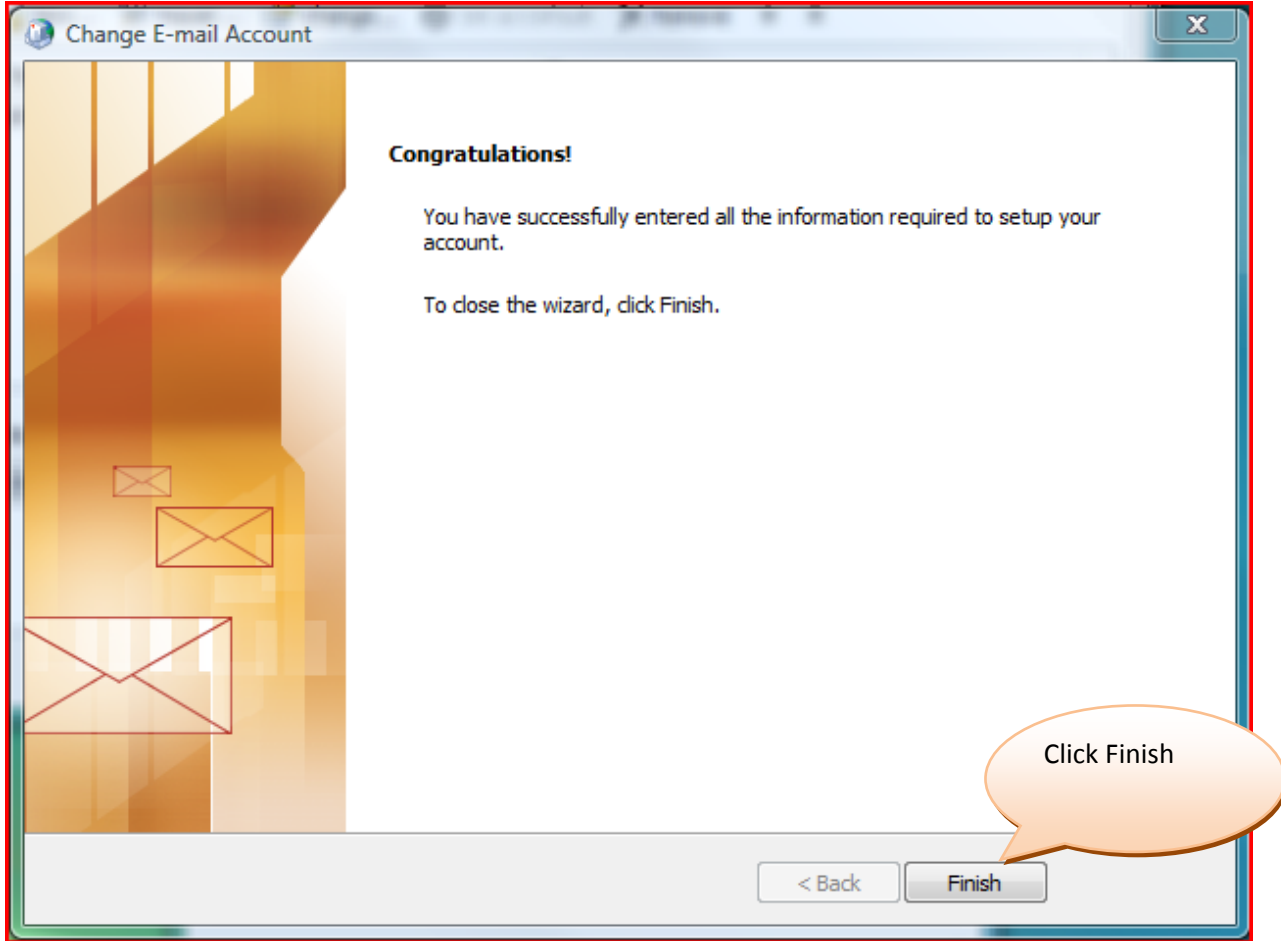 Change E-mail Account
Congratulations!
You have successfully entered all the information required to setup your
account.
To close the wizard, click Finish.
Click Finish
< Back
Finish